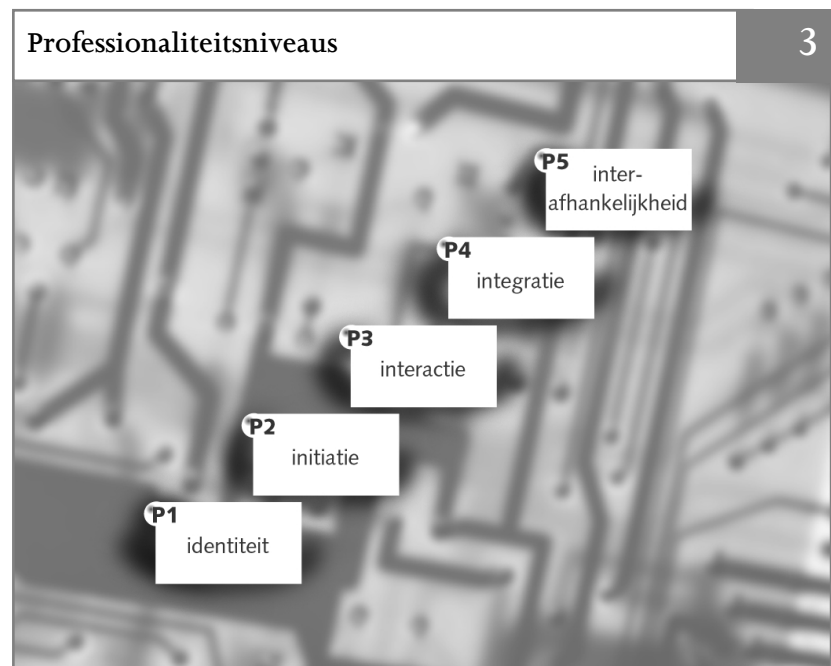 Professionaliteitsniveaus
3
P5
inter-
afhankelijkheid
P4
integratie
P3
interactie
P2
initiatie
P1
identiteit